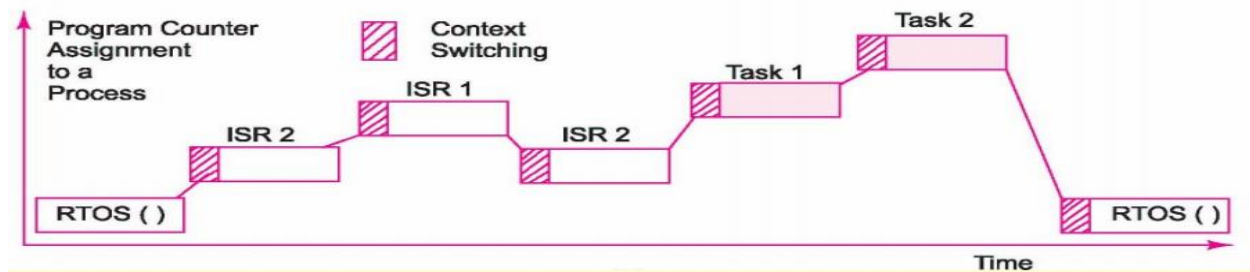 Task 2
Program Counter
Assignment
to a
Process
Context
Switching
Task 1
ISR 1
ISR 2
ISR 2
RTOS ( )
RTOS ( )
Time